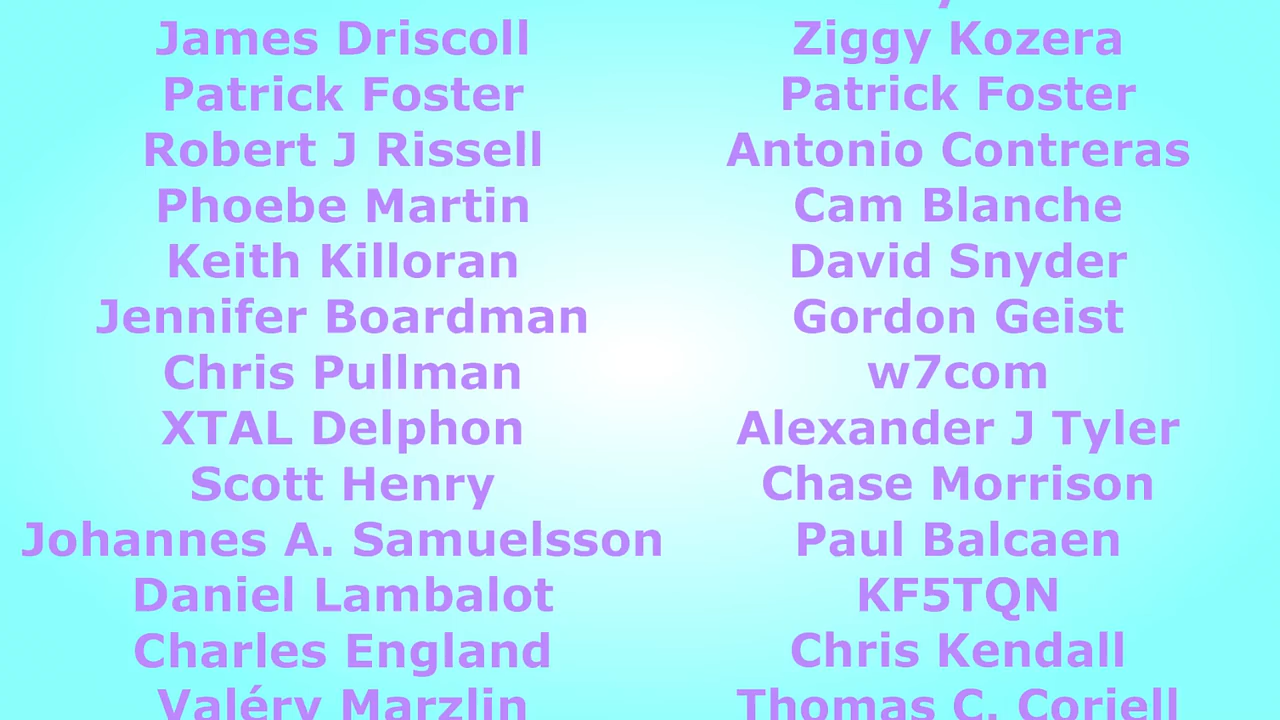 James Driscoll
Patrick Foster
Robert J Rissell
Phoebe Martin
Keith Killoran
Jennifer Boardman
Chris Pullman
XTAL Delphon
Scott Henry
Johannes A. Samuelsson
Daniel Lambalot
Charles England
Valéry Marzlin
Ziggy Kozera
Patrick Foster
Antonio Contreras
Cam Blanche
David Snyder
Gordon Geist
w7com
Alexander J Tyler
Chase Morrison
Paul Balcaen
KF5TQN
Chris Kendall
Thomas C. Coriell